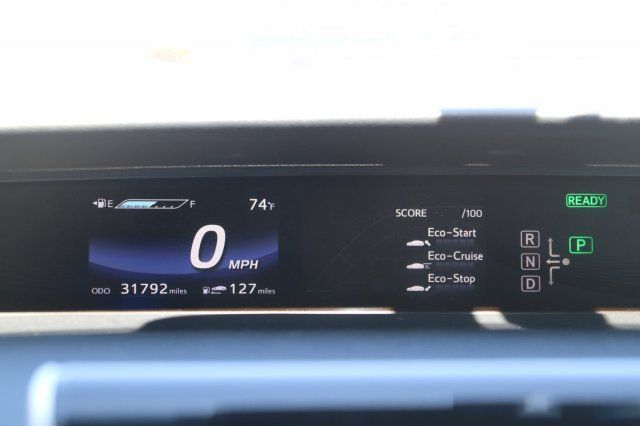 E F 74°F
0 MPH
ODO 31792 miles 127 miles
SCORE /100
Eco-Start
Eco-Cruise
Eco-Stop
READY
R
P
N
D